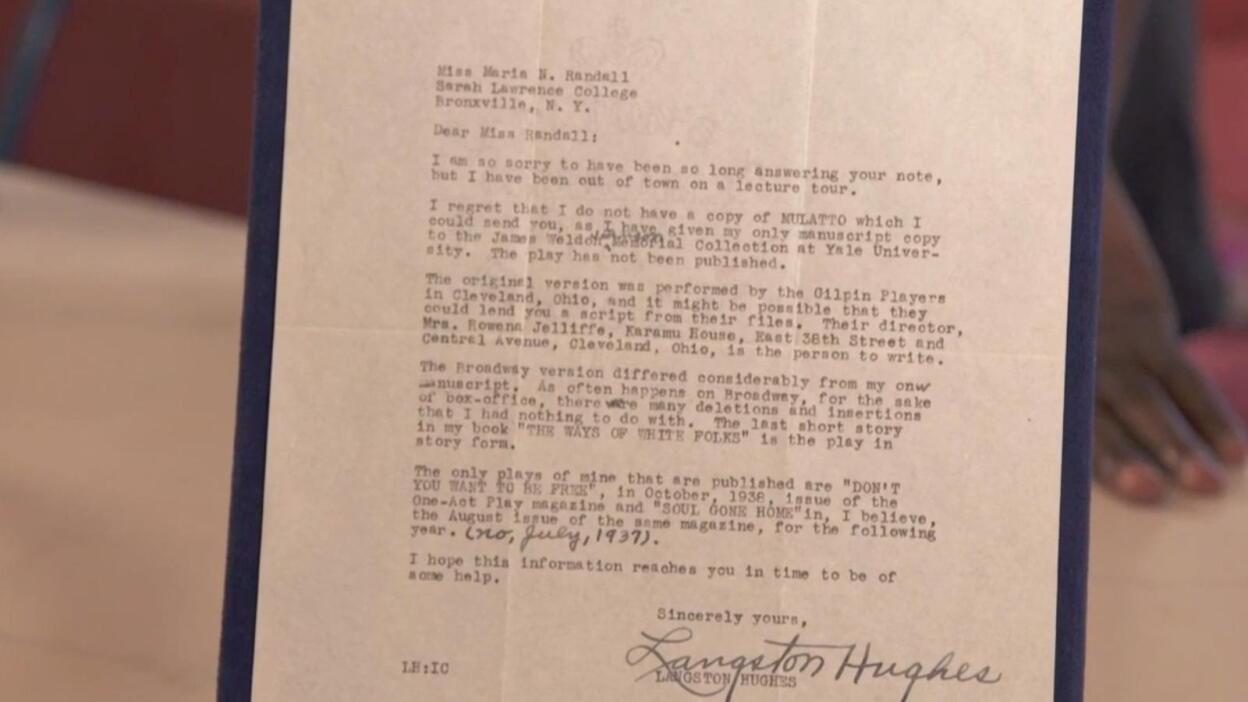 Miss Maria N. Randall
Sarah Lawrence College
Bronxville, N. Y.
Dear Miss Randall:
I am so sorry to have been so long answering your note,
but I have been out of town on a lecture tour.
I regret that I do not have a copy of MULATTO which I
could send you, as I have given my only manuscript copy
to the James Weldon Johnson Memorial Collection at Yale Univer-
sity. The play has not been published.
The original version was performed by the Gilpin Players
in Cleveland, Ohio, and it might be possible that they
could lend you a script from their files. Their director,
Mrs. Rowena Jelliffe, Karamu House, East 38th Street and
Central Avenue, Cleveland, Ohio, is the person to write.
The Broadway version differed considerably from my onw
manuscript. As often happens on Broadway, for the sake
of box-office, there were many deletions and insertions
that I had nothing to do with. The last short story
in my book "THE WAYS OF WHITE FOLKS" is the play in
story form.
The only plays of mine that are published are "DON'T
YOU WANT TO BE FREE", in October, 1938, issue of the
One-Act Play magazine and "SOUL GONE HOME"in, I believe,
the August issue of the same magazine, for the following
year. (no, July, 1937).
I hope this information reaches you in time to be of
some help.
Sincerely yours,
Langston Hughes
LANGSTON HUGHES
LH:IC